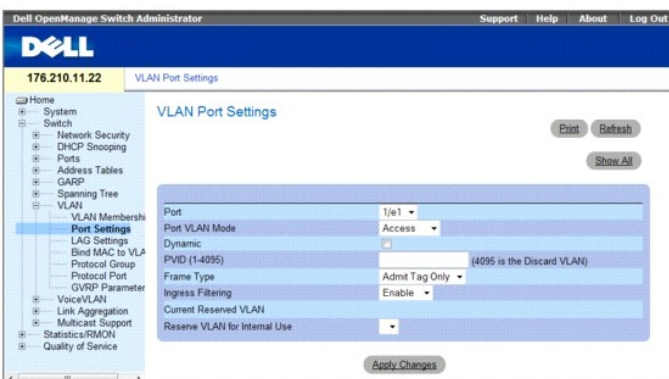 Dell OpenManage Switch Administrator
Support Help About Log Out
DELL
176.210.11.22
VLAN Port Settings
Home
System
Switch
Network Security
DHCP Snooping
Ports
Address Tables
GARP
Spanning Tree
VLAN
VLAN Membershi
Port Settings
LAG Settings
Bind MAC to VLA
Protocol Group
Protocol Port
GVRP Parameter
VoiceVLAN
Link Aggregation
Multicast Support
Statistics/RMON
Quality of Service
VLAN Port Settings
Print Refresh
Show All
Port 1/e1
Port VLAN Mode Access
Dynamic
PVID (1-4095) (4095 is the Discard VLAN)
Frame Type Admit Tag Only
Ingress Filtering Enable
Current Reserved VLAN
Reserve VLAN for Internal Use
Apply Changes